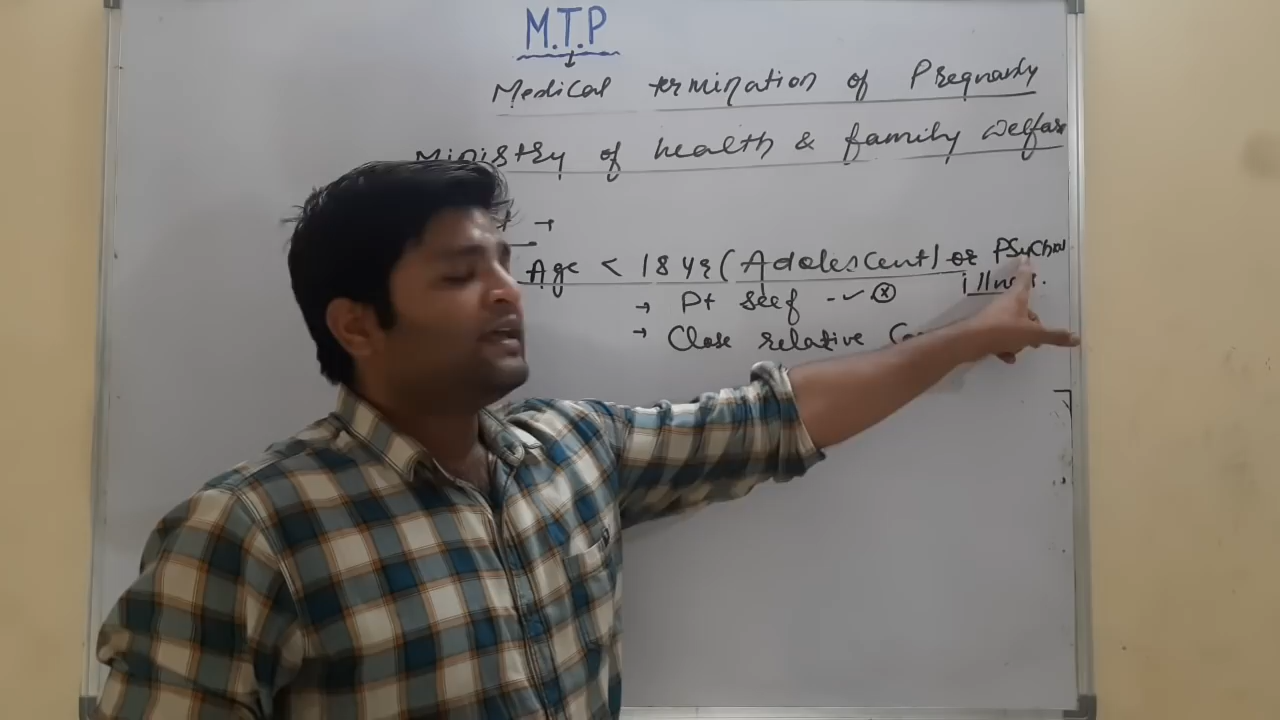 M.T.P
Medical termination of Pregnancy
Ministry of health & family welfare
Age < 18 yr (Adolescent) or Psycho
illness.
→ Pt self - ✓ ⓧ
→ Close relative